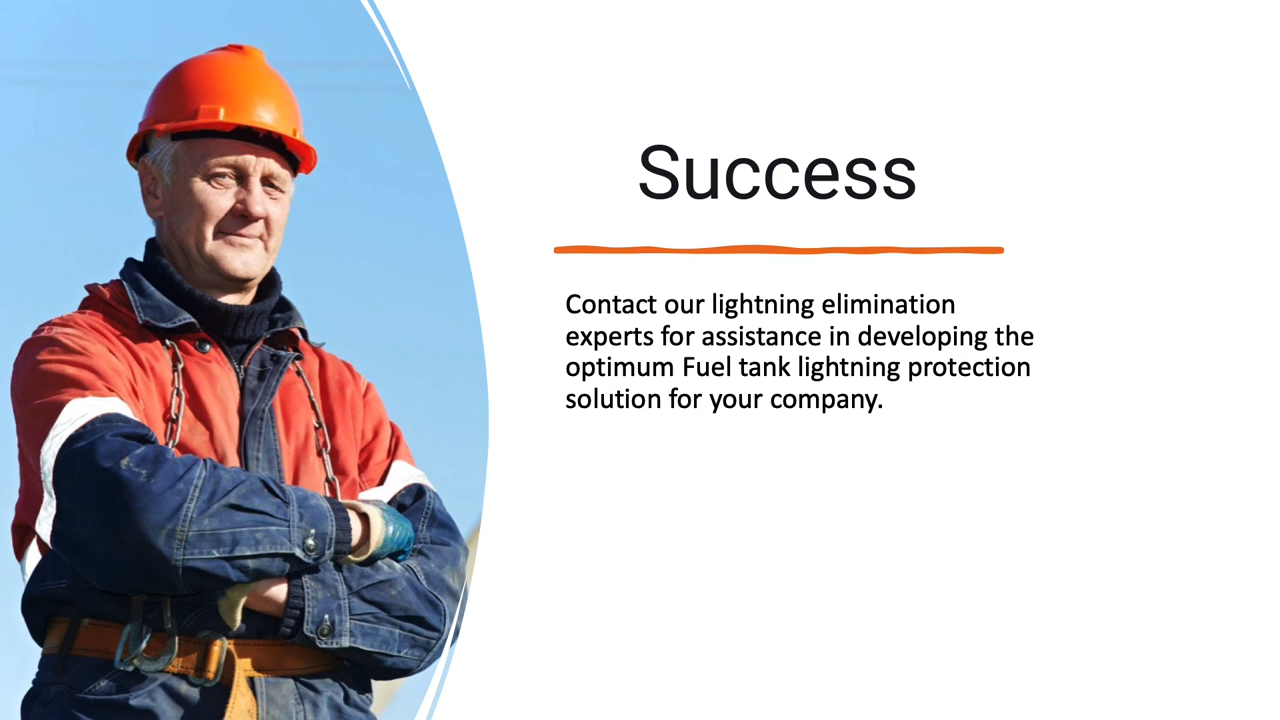 Success
Contact our lightning elimination
experts for assistance in developing the
optimum Fuel tank lightning protection
solution for your company.